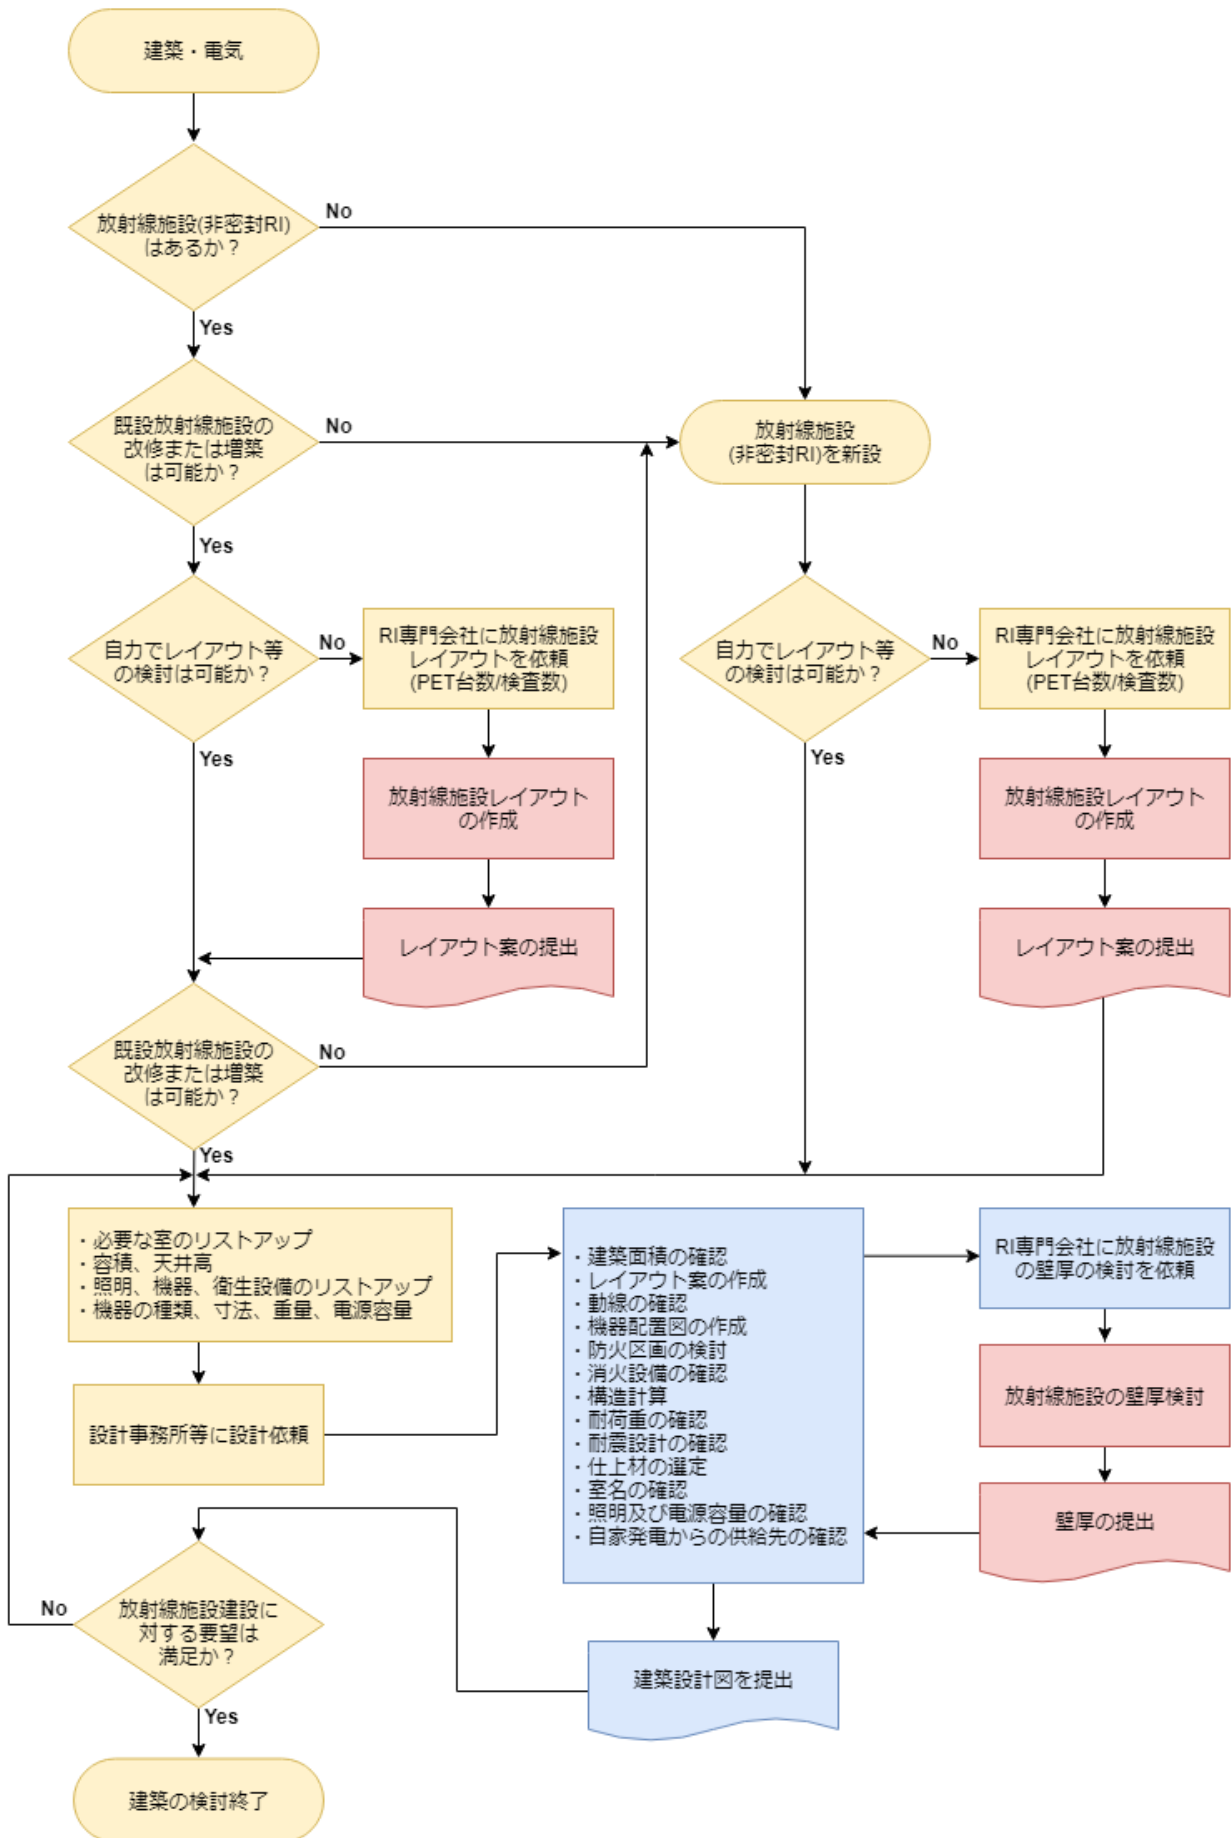 建築・電気
放射線施設(非密封RI)
はあるか？
No
Yes
既設放射線施設の
改修または増築
は可能か？
No
Yes
放射線施設
(非密封RI)を新設
自力でレイアウト等
の検討は可能か？
No
Yes
RI専門会社に放射線施設
レイアウトを依頼
(PET台数/検査数)
放射線施設レイアウト
の作成
レイアウト案の提出
自力でレイアウト等
の検討は可能か？
No
Yes
RI専門会社に放射線施設
レイアウトを依頼
(PET台数/検査数)
放射線施設レイアウト
の作成
レイアウト案の提出
既設放射線施設の
改修または増築
は可能か？
No
Yes
・必要な室のリストアップ
・容積、天井高
・照明、機器、衛生設備のリストアップ
・機器の種類、寸法、重量、電源容量
設計事務所等に設計依頼
・建築面積の確認
・レイアウト案の作成
・動線の確認
・機器配置図の作成
・防火区画の検討
・消火設備の確認
・構造計算
・耐荷重の確認
・耐震設計の確認
・仕上材の選定
・室名の確認
・照明及び電源容量の確認
・自家発電からの供給先の確認
RI専門会社に放射線施設
の壁厚の検討を依頼
放射線施設の壁厚検討
壁厚の提出
建築設計図を提出
放射線施設建設に
対する要望は
満足か？
No
Yes
建築の検討終了